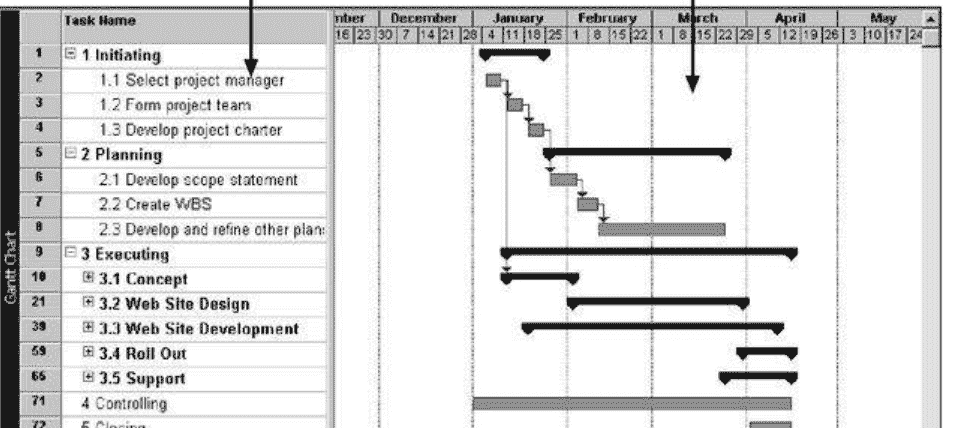 Task Name
nber December January February March April May
16 23 30 7 14 21 28 4 11 18 25 1 8 15 22 1 8 15 22 29 5 12 19 26 3 10 17 24
1 1 Initiating
2 1.1 Select project manager
3 1.2 Form project team
4 1.3 Develop project charter
5 2 Planning
6 2.1 Develop scope statement
7 2.2 Create WBS
8 2.3 Develop and refine other plan
9 3 Executing
10 3.1 Concept
21 3.2 Web Site Design
39 3.3 Web Site Development
59 3.4 Roll Out
65 3.5 Support
71 4 Controlling
72 5 Closing
Gantt Chart